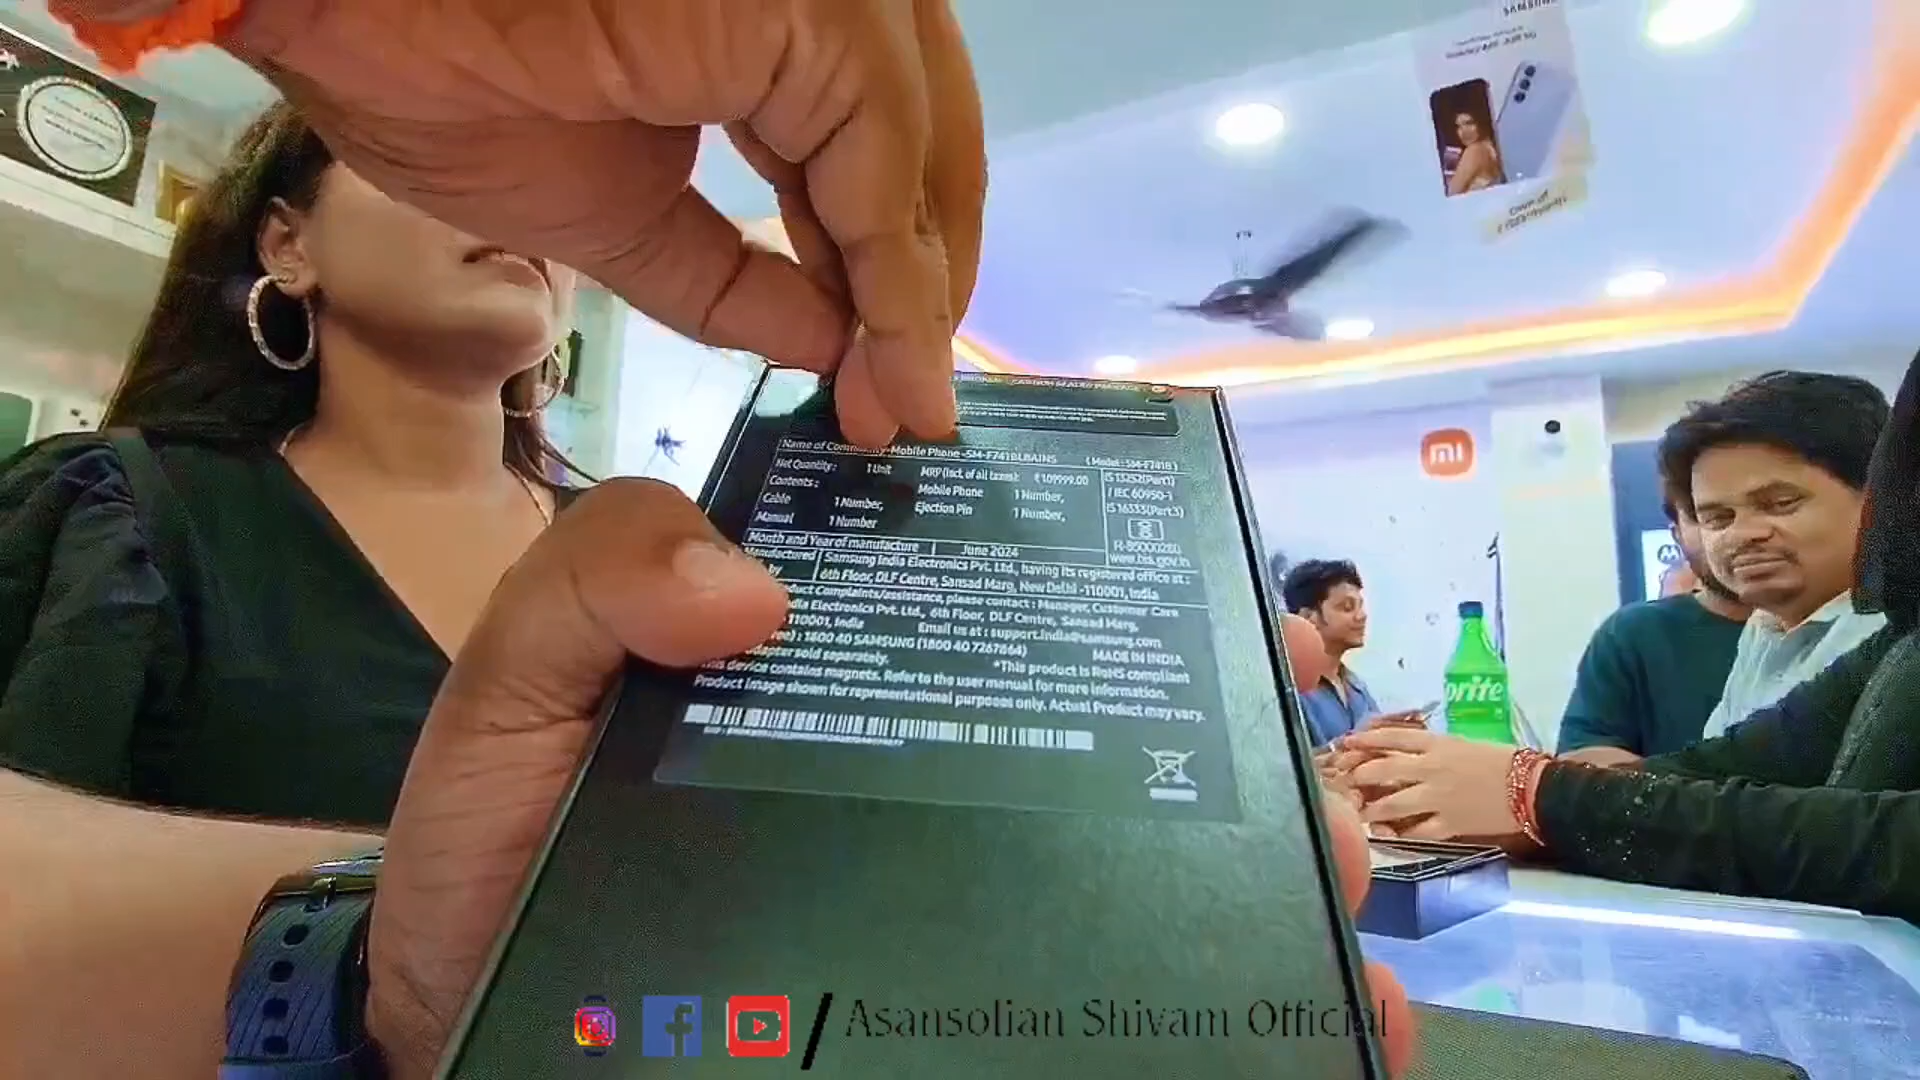 SAMSUNG
Name of Commodity-Mobile Phone -SM-F741BLBAINS (Model : SM-F741B)
Net Quantity : 1 Unit MRP (Incl. of all taxes): ₹109999.00 IS 13252(Part1)
Contents : Mobile Phone 1 Number, / IEC 60950-1
Cable 1 Number, Ejection Pin 1 Number, IS 16333(Part3)
Manual 1 Number
R-85000280
Month and Year of manufacture June 2024 www.bis.gov.in
Manufactured by Samsung India Electronics Pvt. Ltd., having its registered office at :
6th Floor, DLF Centre, Sansad Marg, New Delhi -110001, India
duct Complaints/assistance, please contact : Manager, Customer Care
dia Electronics Pvt. Ltd., 6th Floor, DLF Centre, Sansad Marg,
110001, India Email us at : support.india@samsung.com
ee) : 1800 40 SAMSUNG (1800 40 7267864) MADE IN INDIA
dapter sold separately. *This product is RoHS compliant
This device contains magnets. Refer to the user manual for more information.
Product image shown for representational purposes only. Actual Product may vary.
mi
prite
Asansolian Shivam Official